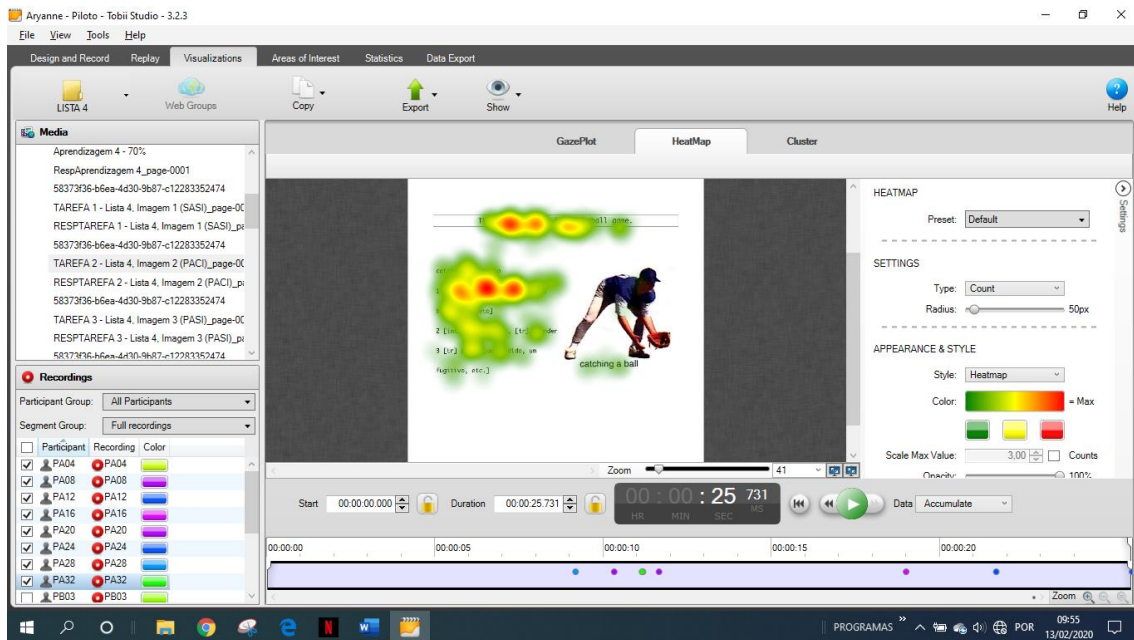 Aryanne - Piloto - Tobii Studio - 3.2.3
File View Tools Help
Design and Record Replay Visualizations Areas of Interest Statistics Data Export
LISTA 4 Web Groups Copy Export Show Help
Media
Aprendizagem 4 - 70%
RespAprendizagem 4_page-0001
58373f36-b6ea-4d30-9b87-c12283352474
TAREFA 1 - Lista 4, Imagem 1 (SASI)_page-00
RESPTAREFA 1 - Lista 4, Imagem 1 (SASI)_pa
58373f36-b6ea-4d30-9b87-c12283352474
TAREFA 2 - Lista 4, Imagem 2 (PACI)_page-00
RESPTAREFA 2 - Lista 4, Imagem 2 (PACI)_pa
58373f36-b6ea-4d30-9b87-c12283352474
TAREFA 3 - Lista 4, Imagem 3 (PASI)_page-00
RESPTAREFA 3 - Lista 4, Imagem 3 (PASI)_pa
58373f36-b6ea-4d30-9b87-c12283352474
Recordings
Participant Group: All Participants
Segment Group: Full recordings
Participant Recording Color
PA04 PA04
PA08 PA08
PA12 PA12
PA16 PA16
PA20 PA20
PA24 PA24
PA28 PA28
PA32 PA32
PB03 PB03
GazePlot HeatMap Cluster
game.
1
2 [tr]
3 [tr]
fugitivo, etc.]
catching a ball
HEATMAP
Preset: Default
SETTINGS
Type: Count
Radius: 50px
APPEARANCE & STYLE
Style: Heatmap
Color: = Max
Scale Max Value: 3,00 Counts
Opacity: 100%
Settings
Zoom 41
Start 00:00:00.000 Duration 00:00:25.731 00 : 00 : 25 731 Data Accumulate
HR MIN SEC MS
00:00:00 00:00:05 00:00:10 00:00:15 00:00:20
Zoom
PROGRAMAS POR 09:55
13/02/2020